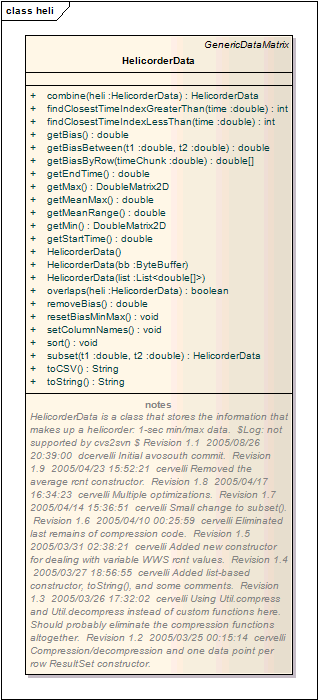 class heli
GenericDataMatrix
HelicorderData
+ combine(heli :HelicorderData) : HelicorderData
+ findClosestTimeIndexGreaterThan(time :double) : int
+ findClosestTimeIndexLessThan(time :double) : int
+ getBias() : double
+ getBiasBetween(t1 :double, t2 :double) : double
+ getBiasByRow(timeChunk :double) : double[]
+ getEndTime() : double
+ getMax() : DoubleMatrix2D
+ getMeanMax() : double
+ getMeanRange() : double
+ getMin() : DoubleMatrix2D
+ getStartTime() : double
+ HelicorderData()
+ HelicorderData(bb :ByteBuffer)
+ HelicorderData(list :List<double[]>)
+ overlaps(heli :HelicorderData) : boolean
+ removeBias() : double
+ resetBiasMinMax() : void
+ setColumnNames() : void
+ sort() : void
+ subset(t1 :double, t2 :double) : HelicorderData
+ toCSV() : String
+ toString() : String
notes
HelicorderData is a class that stores the information that
makes up a helicorder: 1-sec min/max data. $Log: not
supported by cvs2svn $ Revision 1.1 2005/08/26
20:39:00 dcervelli Initial avosouth commit. Revision
1.9 2005/04/23 15:52:21 cervelli Removed the
average rcnt constructor. Revision 1.8 2005/04/17
16:34:23 cervelli Multiple optimizations. Revision 1.7
2005/04/14 15:36:51 cervelli Small change to subset().
Revision 1.6 2005/04/10 00:25:59 cervelli Eliminated
last remains of compression code. Revision 1.5
2005/03/31 02:38:21 cervelli Added new constructor
for dealing with variable WWS rcnt values. Revision 1.4
2005/03/27 18:56:55 cervelli Added list-based
constructor, toString(), and some comments. Revision
1.3 2005/03/26 17:32:02 cervelli Using Util.compress
and Util.decompress instead of custom functions here.
Should probably eliminate the compression functions
altogether. Revision 1.2 2005/03/25 00:15:14 cervelli
Compression/decompression and one data point per
row ResultSet constructor.